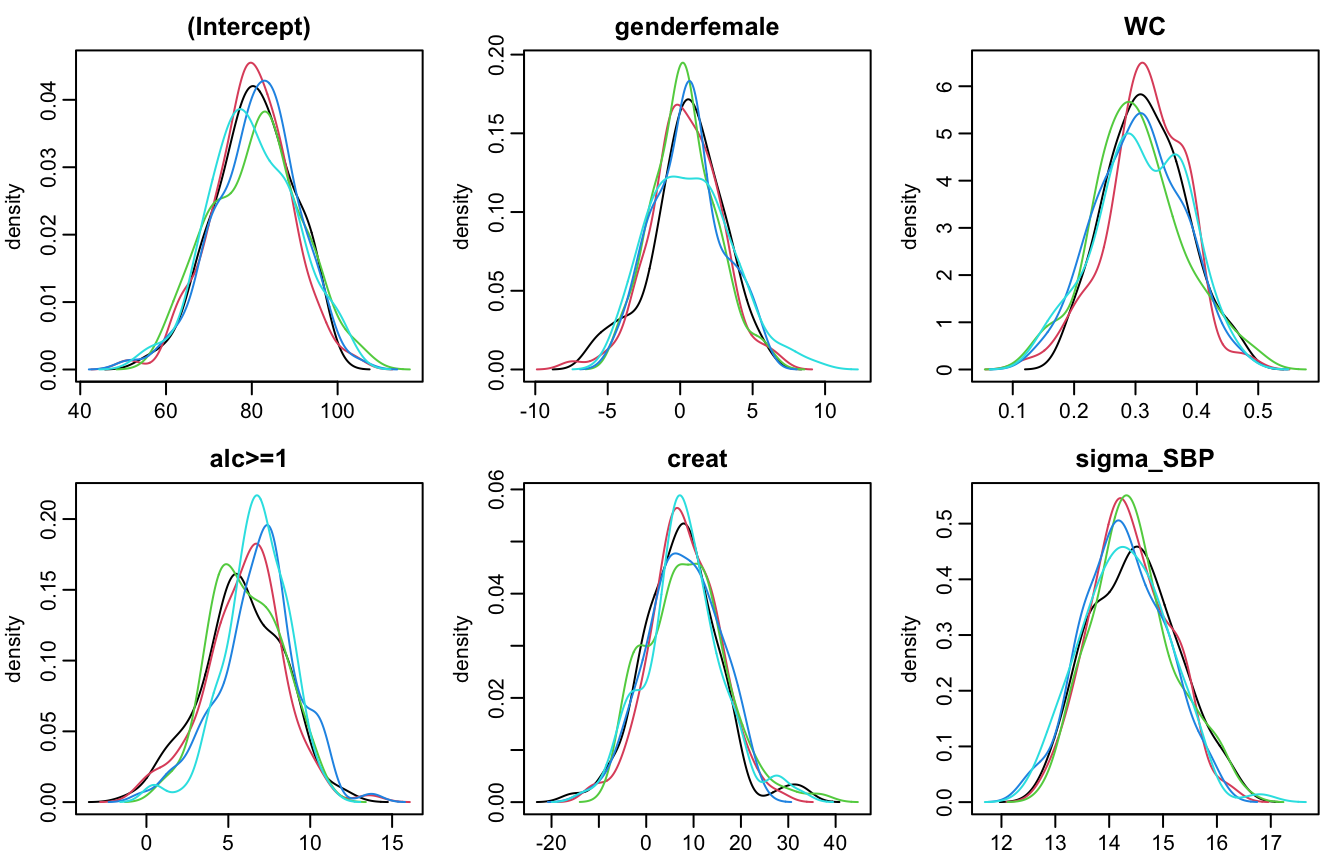 (Intercept)
density
0.00 0.01 0.02 0.03 0.04
40 60 80 100
genderfemale
density
0.00 0.05 0.10 0.15 0.20
-10 -5 0 5 10
WC
density
0 1 2 3 4 5 6
0.1 0.2 0.3 0.4 0.5
alc>=1
density
0.00 0.05 0.10 0.15 0.20
0 5 10 15
creat
density
0.00 0.02 0.04 0.06
-20 0 10 20 30 40
sigma_SBP
density
0.0 0.1 0.2 0.3 0.4 0.5
12 13 14 15 16 17